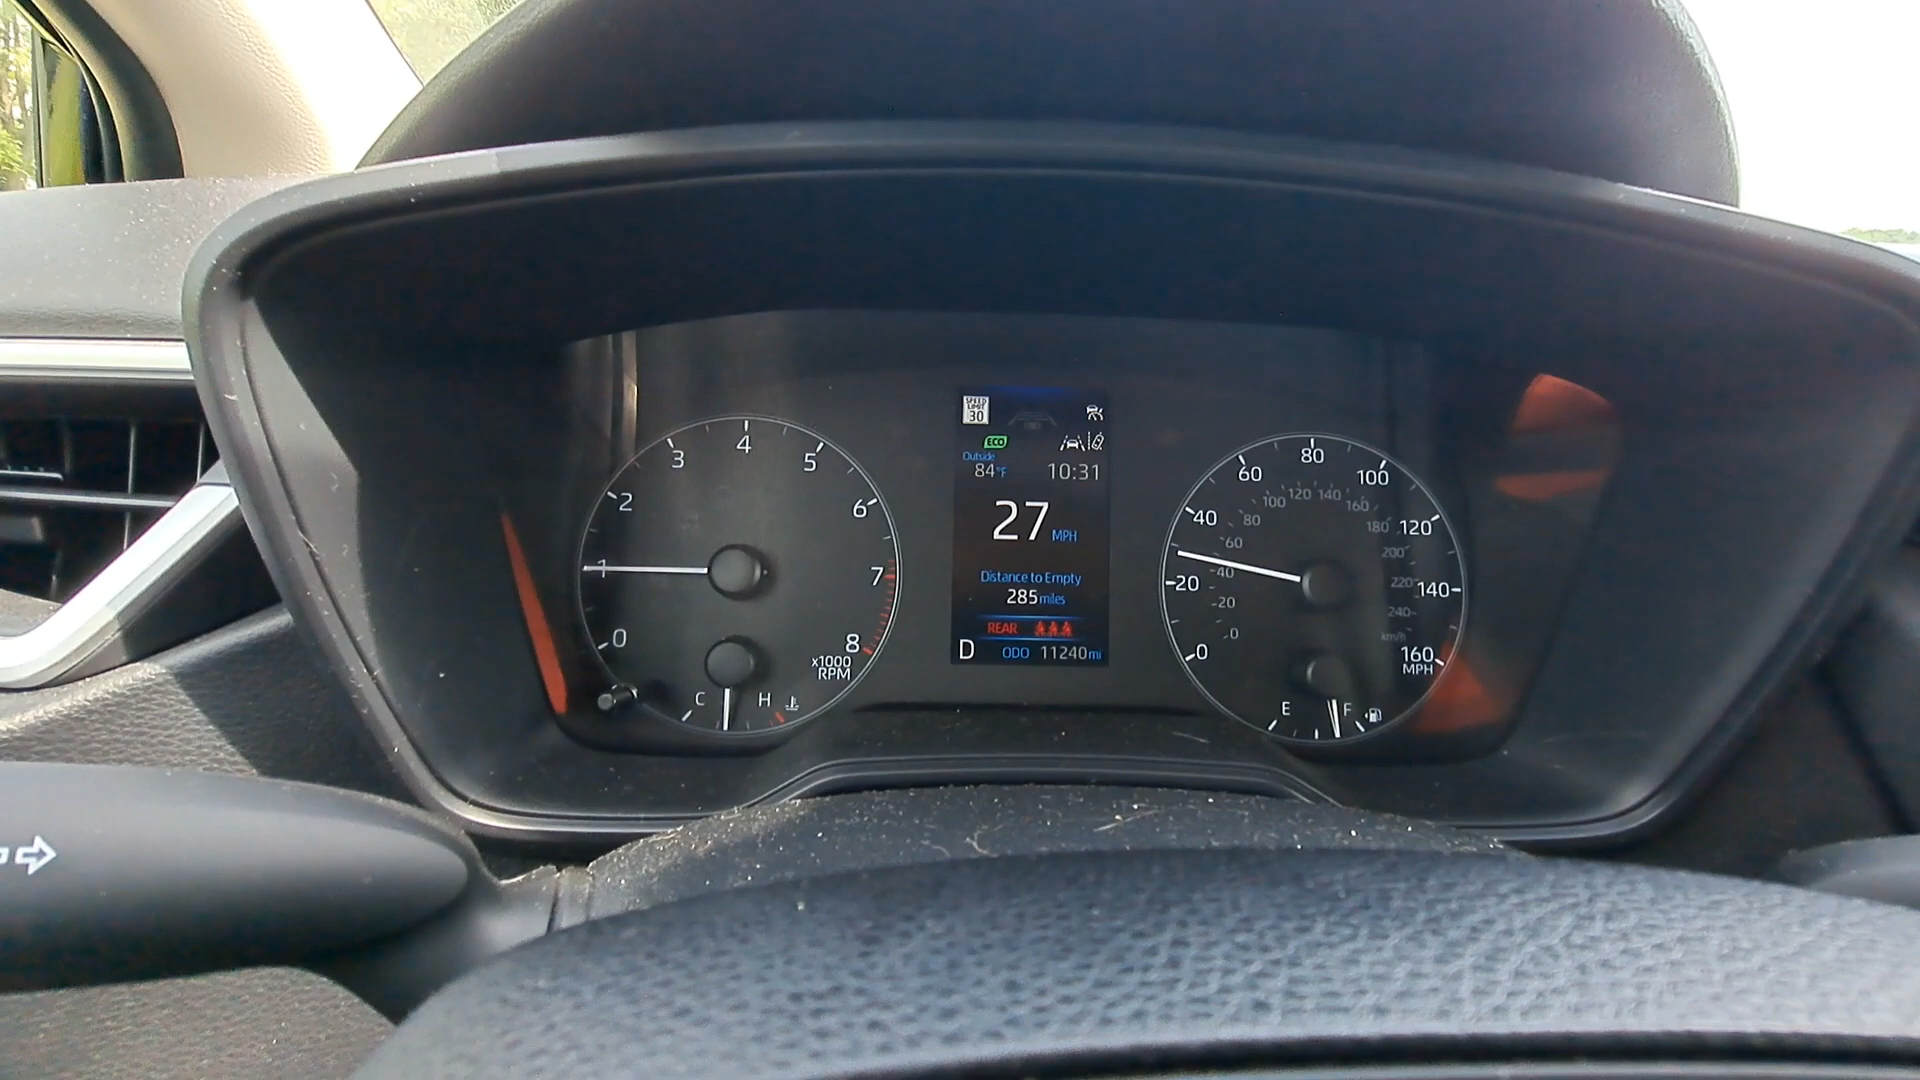 SPEED
LIMIT
30
ECO
Outside
84°F 10:31
27 MPH
Distance to Empty
285 miles
REAR
D ODO 11240 mi
0
1
2
3
4
5
6
7
8
x1000
RPM
C H
0
20
40
60
80
100
120
140
160
MPH
0
20
40
60
80
100
120
140
160
180
200
220
240
km/h
E F